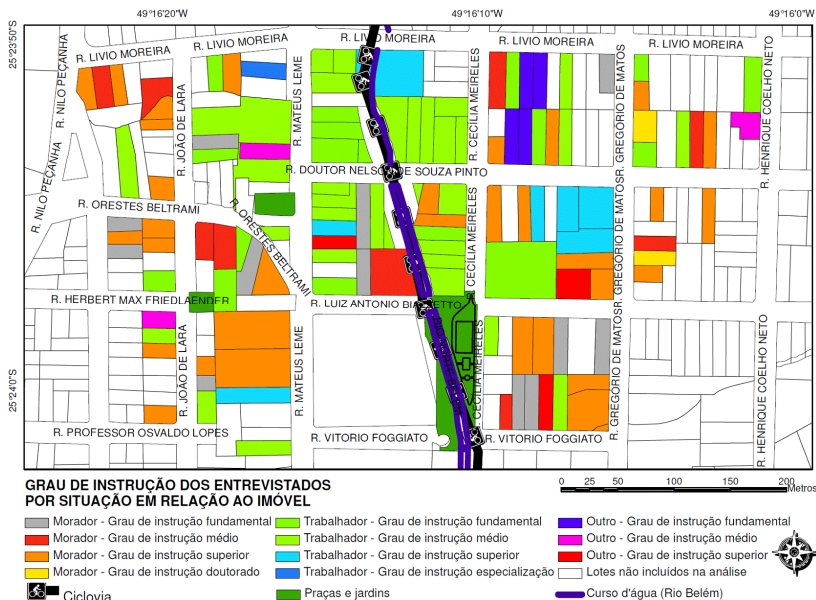 49°16'20"W
49°16'10"W
49°16'0"W
25°23'50"S
25°24'0"S
R. LIVIO MOREIRA
R. LIVIO MOREIRA
R. LIVIO MOREIRA
R. LIVIO MOREIRA
R. LIVIO MOREIRA
R. NILO PEÇANHA
R. NILO PEÇANHA
R. JOÃO DE LARA
R. MATEUS LEME
R. CECÍLIA MEIRELES
R. GREGÓRIO DE MATOS
R. HENRIQUE COELHO NETO
R. DOUTOR NELSON DE SOUZA PINTO
R. ORESTES BELTRAMI
R. ORESTES BELTRAMI
R. CECÍLIA MEIRELES
R. GREGÓRIO DE MATOS
R. HERBERT MAX FRIEDLAENDER
R. LUIZ ANTONIO BIA
R. JOÃO DE LARA
R. MATEUS LEME
R. CECÍLIA MEIRELES
R. GREGÓRIO DE MATOS
R. HENRIQUE COELHO NETO
R. PROFESSOR OSVALDO LOPES
R. VITORIO FOGGIATO
R. VITORIO FOGGIATO
GRAU DE INSTRUÇÃO DOS ENTREVISTADOS
POR SITUAÇÃO EM RELAÇÃO AO IMÓVEL
0 25 50 100 150 200
Metros
Morador - Grau de instrução fundamental
Morador - Grau de instrução médio
Morador - Grau de instrução superior
Morador - Grau de instrução doutorado
Ciclovia
Trabalhador - Grau de instrução fundamental
Trabalhador - Grau de instrução médio
Trabalhador - Grau de instrução superior
Trabalhador - Grau de instrução especialização
Praças e jardins
Outro - Grau de instrução fundamental
Outro - Grau de instrução médio
Outro - Grau de instrução superior
Lotes não incluídos na análise
Curso d'água (Rio Belém)